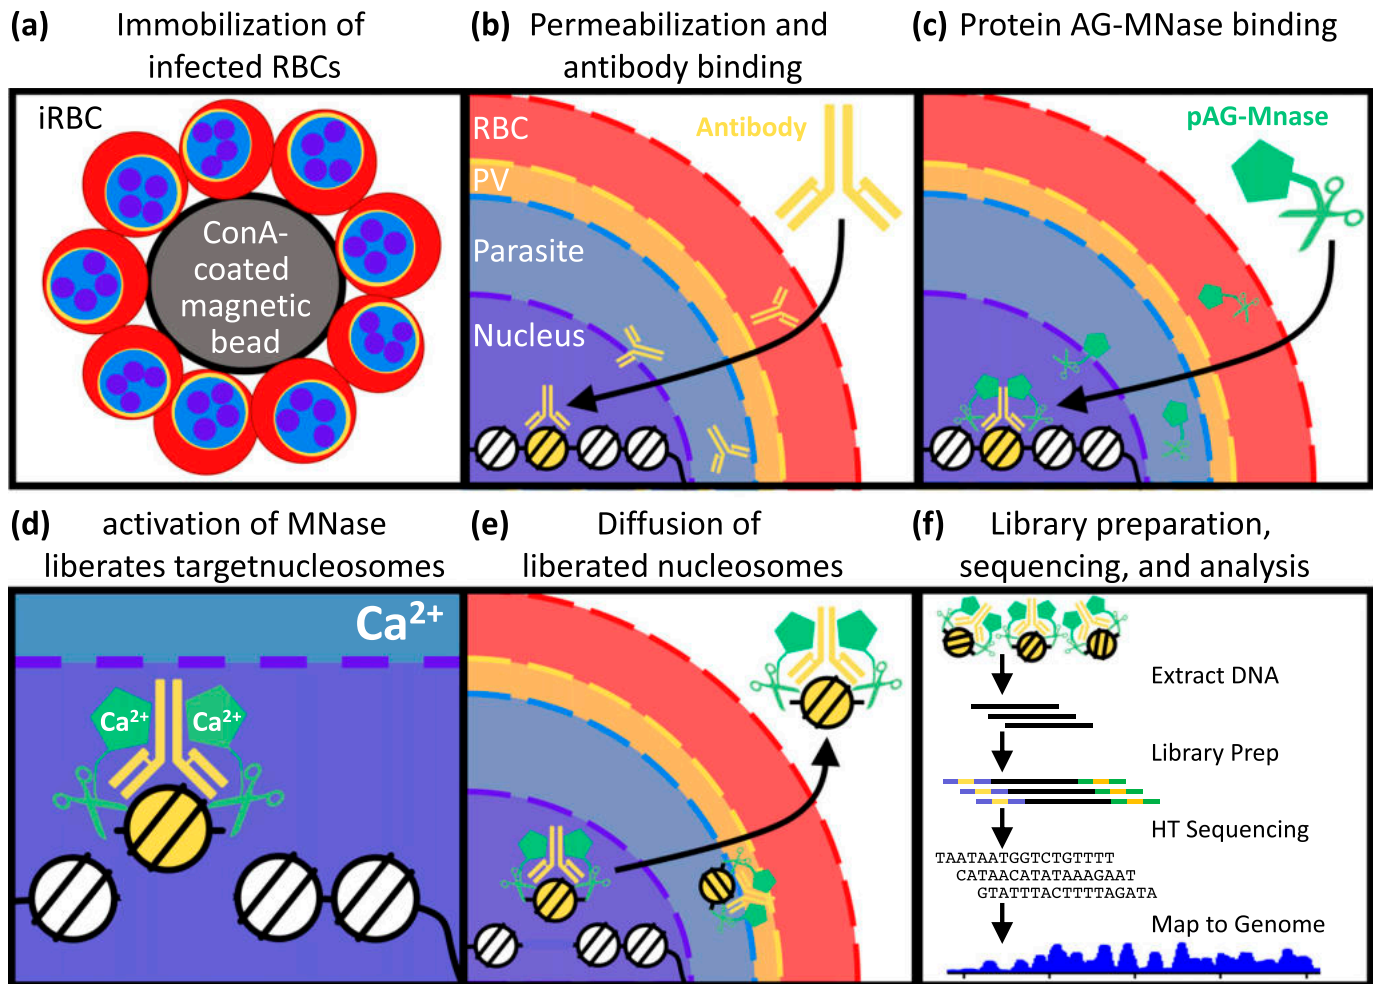 (a) Immobilization of
infected RBCs
iRBC
ConA-
coated
magnetic
bead
(b) Permeabilization and
antibody binding
RBC
PV
Parasite
Nucleus
Antibody
(c) Protein AG-MNase binding
pAG-Mnase
(d) activation of MNase
liberates targetnucleosomes
Ca²⁺
Ca²⁺
Ca²⁺
(e) Diffusion of
liberated nucleosomes
(f) Library preparation,
sequencing, and analysis
Extract DNA
Library Prep
HT Sequencing
TAATAATGGTCTGTTTT
CATAACATATAAAGAAT
GTATTTACTTTTAGATA
Map to Genome